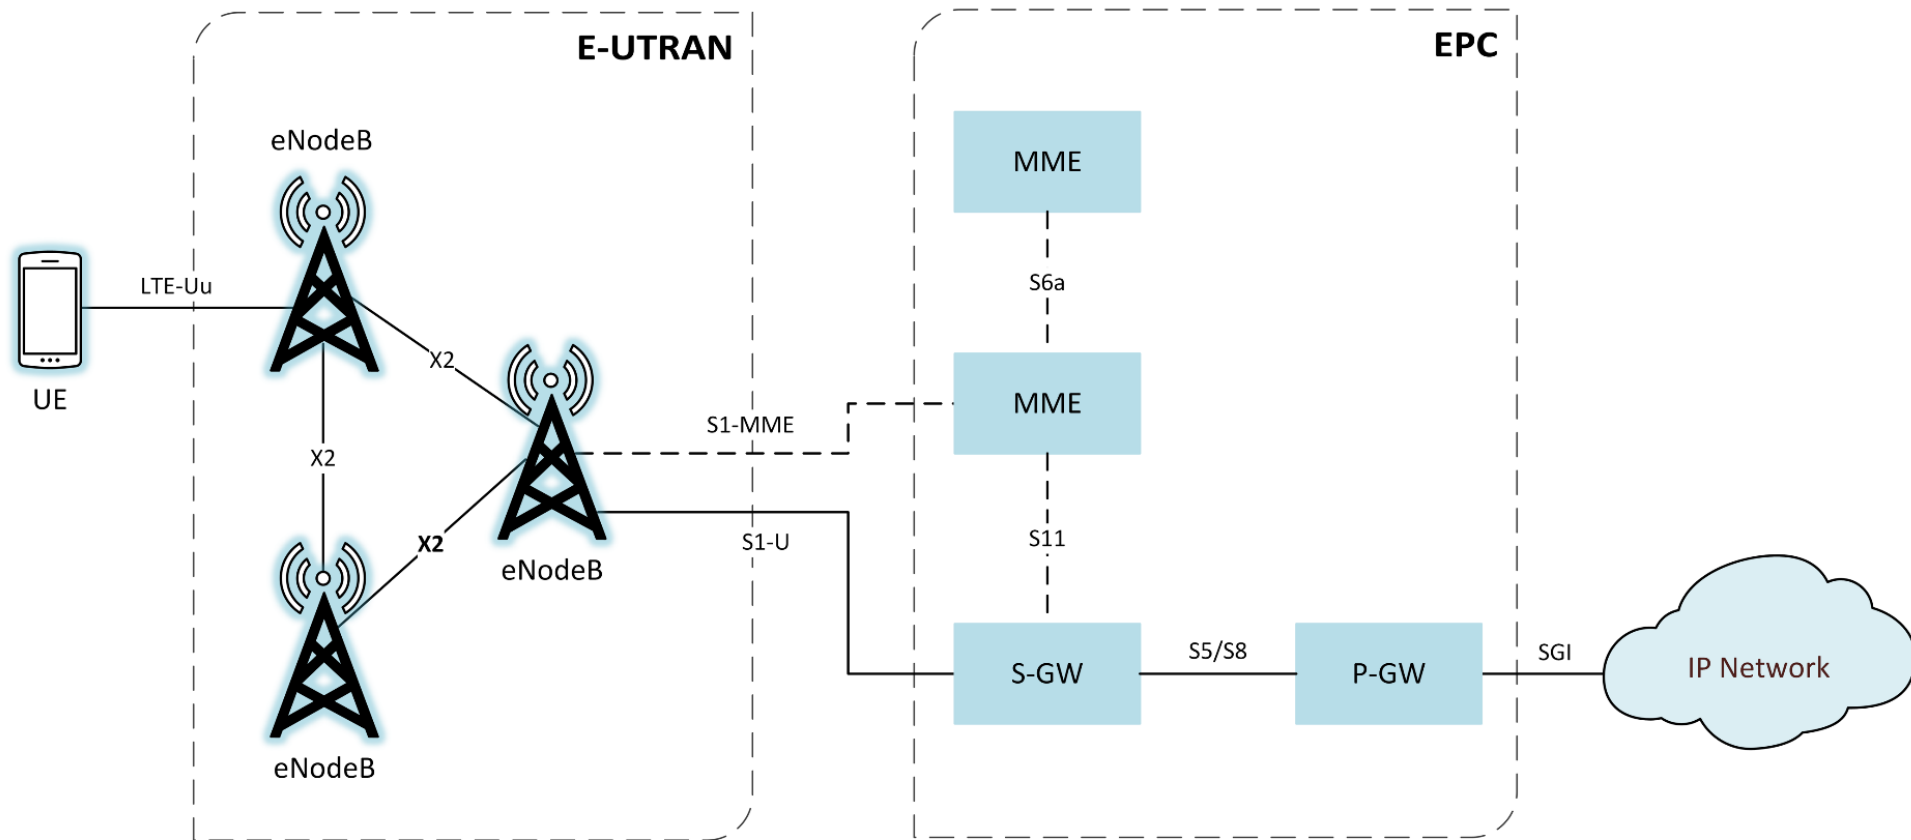 E-UTRAN
EPC
eNodeB
MME
S6a
LTE-Uu
UE
X2
MME
S1-MME
X2
X2
S1-U
S11
eNodeB
S-GW
S5/S8
P-GW
SGI
IP Network
eNodeB